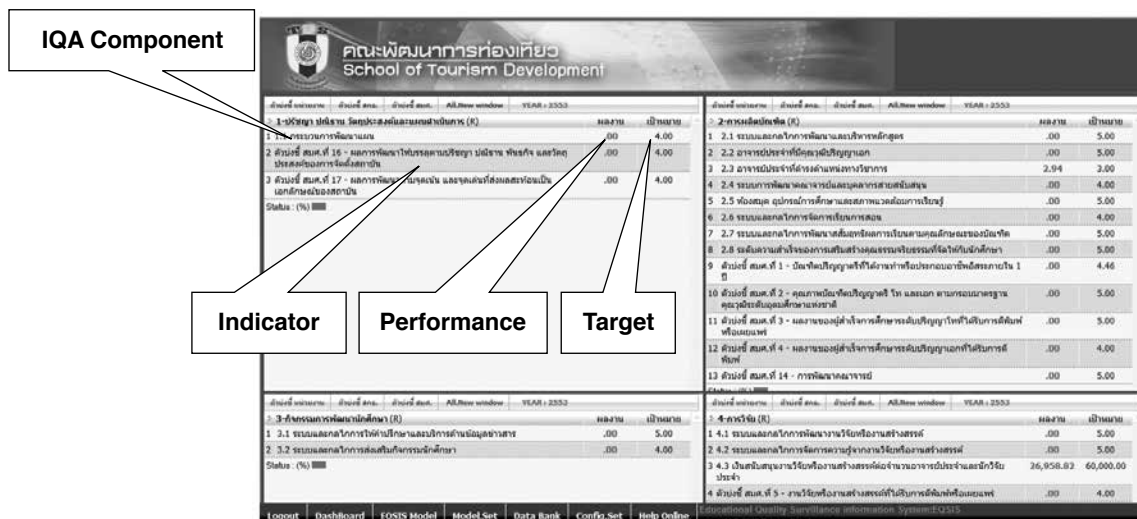 IQA Component
คณะพัฒนาการท่องเที่ยว
School of Tourism Development
ตัวบ่งชี้ หน่วยงาน ตัวบ่งชี้ สกอ. ตัวบ่งชี้ สมศ. All.New window YEAR : 2553
> 1-ปรัชญา ปณิธาน วัตถุประสงค์และแผนดำเนินการ (R) ผลงาน เป้าหมาย
1 1.1 กระบวนการพัฒนาแผน .00 4.00
2 ตัวบ่งชี้ สมศ.ที่ 16 - ผลการพัฒนาให้บรรลุตามปรัชญา ปณิธาน พันธกิจ และวัตถุ
ประสงค์ของการจัดตั้งสถาบัน .00 4.00
3 ตัวบ่งชี้ สมศ.ที่ 17 - ผลการพัฒนาตามจุดเน้น และจุดเด่นที่ส่งผลสะท้อนเป็น
เอกลักษณ์ของสถาบัน .00 4.00
Status : (%)
Indicator
Performance
Target
ตัวบ่งชี้ หน่วยงาน ตัวบ่งชี้ สกอ. ตัวบ่งชี้ สมศ. All.New window YEAR : 2553
> 2-การผลิตบัณฑิต (R) ผลงาน เป้าหมาย
1 2.1 ระบบและกลไกการพัฒนาและบริหารหลักสูตร .00 5.00
2 2.2 อาจารย์ประจำที่มีคุณวุฒิปริญญาเอก .00 5.00
3 2.3 อาจารย์ประจำที่ดำรงตำแหน่งทางวิชาการ 2.94 3.00
4 2.4 ระบบการพัฒนาคณาจารย์และบุคลากรสายสนับสนุน .00 4.00
5 2.5 ห้องสมุด อุปกรณ์การศึกษาและสภาพแวดล้อมการเรียนรู้ .00 5.00
6 2.6 ระบบและกลไกการจัดการเรียนการสอน .00 4.00
7 2.7 ระบบและกลไกการพัฒนาสัมฤทธิผลการเรียนตามคุณลักษณะของบัณฑิต .00 5.00
8 2.8 ระดับความสำเร็จของการเสริมสร้างคุณธรรมจริยธรรมที่จัดให้กับนักศึกษา .00 5.00
9 ตัวบ่งชี้ สมศ.ที่ 1 - บัณฑิตปริญญาตรีที่ได้งานทำหรือประกอบอาชีพอิสระภายใน 1
ปี .00 4.46
10 ตัวบ่งชี้ สมศ.ที่ 2 - คุณภาพบัณฑิตปริญญาตรี โท และเอก ตามกรอบมาตรฐาน
คุณวุฒิระดับอุดมศึกษาแห่งชาติ .00 5.00
11 ตัวบ่งชี้ สมศ.ที่ 3 - ผลงานของผู้สำเร็จการศึกษาระดับปริญญาโทที่ได้รับการตีพิมพ์
หรือเผยแพร่ .00 5.00
12 ตัวบ่งชี้ สมศ.ที่ 4 - ผลงานของผู้สำเร็จการศึกษาระดับปริญญาเอกที่ได้รับการตี
พิมพ์ .00 4.00
13 ตัวบ่งชี้ สมศ.ที่ 14 - การพัฒนาคณาจารย์ .00 5.00
ตัวบ่งชี้ หน่วยงาน ตัวบ่งชี้ สกอ. ตัวบ่งชี้ สมศ. All.New window YEAR : 2553
> 3-กิจกรรมการพัฒนานักศึกษา (R) ผลงาน เป้าหมาย
1 3.1 ระบบและกลไกการให้คำปรึกษาและบริการด้านข้อมูลข่าวสาร .00 5.00
2 3.2 ระบบและกลไกการส่งเสริมกิจกรรมนักศึกษา .00 4.00
Status : (%)
ตัวบ่งชี้ หน่วยงาน ตัวบ่งชี้ สกอ. ตัวบ่งชี้ สมศ. All.New window YEAR : 2553
> 4-การวิจัย (R) ผลงาน เป้าหมาย
1 4.1 ระบบและกลไกการพัฒนางานวิจัยหรืองานสร้างสรรค์ .00 5.00
2 4.2 ระบบและกลไกการจัดการความรู้จากงานวิจัยหรืองานสร้างสรรค์ .00 5.00
3 4.3 เงินสนับสนุนงานวิจัยหรืองานสร้างสรรค์ต่อจำนวนอาจารย์ประจำและนักวิจัย
ประจำ 26,958.82 60,000.00
4 ตัวบ่งชี้ สมศ.ที่ 5 - งานวิจัยหรืองานสร้างสรรค์ที่ได้รับการตีพิมพ์หรือเผยแพร่ .00 4.00
Logout DashBoard EQSIS Model Model.Set Data Bank Config.Set Help Online Educational Quality Survillance information System:EQSIS